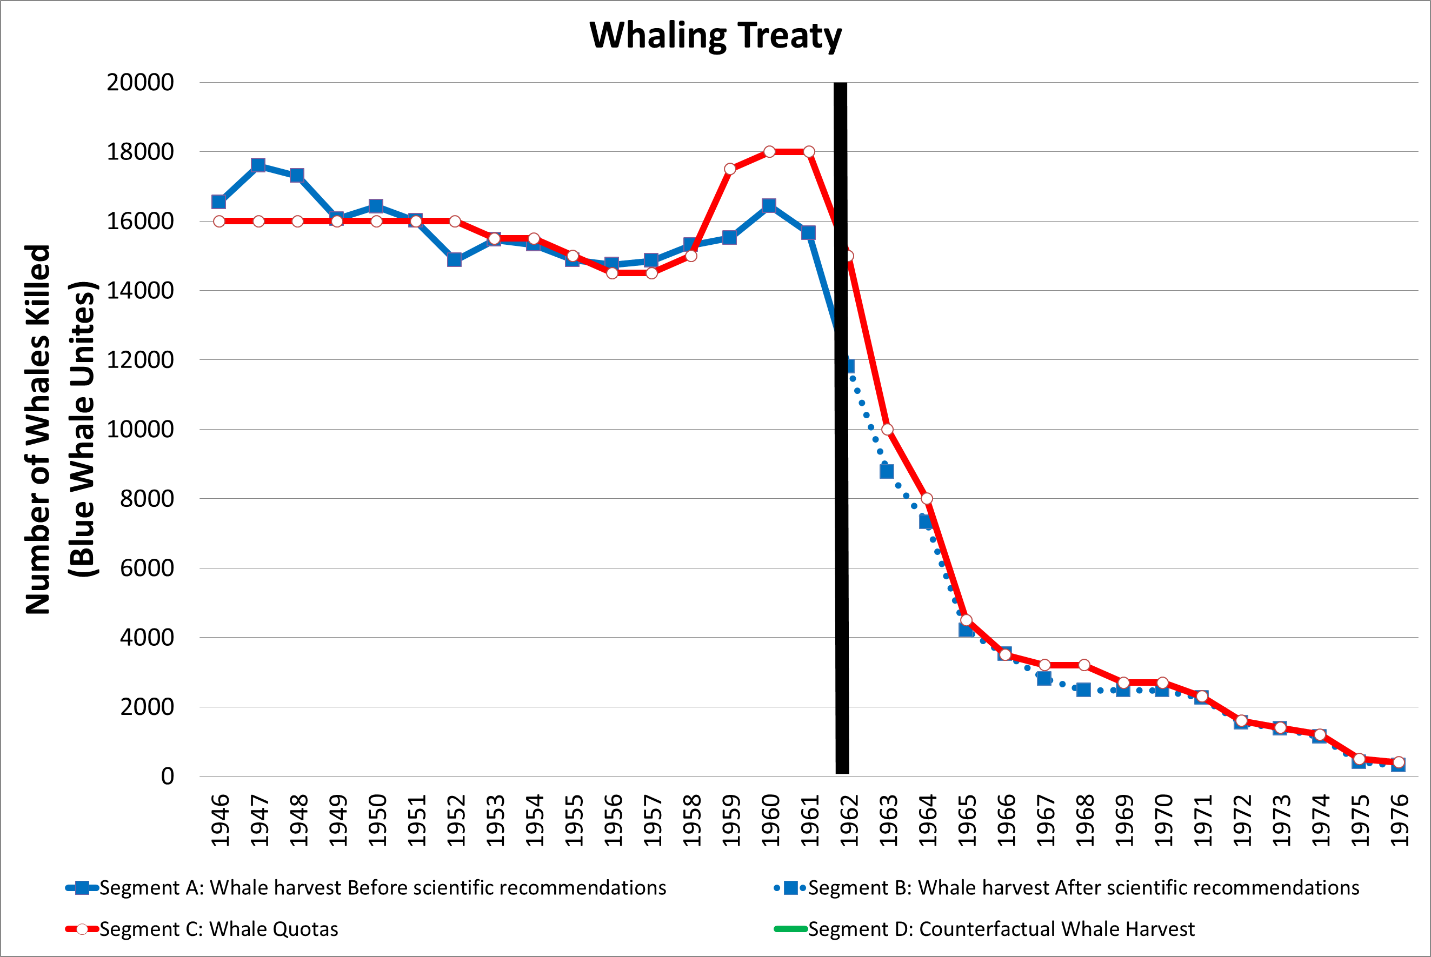 Whaling Treaty
Number of Whales Killed
(Blue Whale Unites)
20000
18000
16000
14000
12000
10000
8000
6000
4000
2000
0
1946 1947 1948 1949 1950 1951 1952 1953 1954 1955 1956 1957 1958 1959 1960 1961 1962 1963 1964 1965 1966 1967 1968 1969 1970 1971 1972 1973 1974 1975 1976
Segment A: Whale harvest Before scientific recommendations
Segment B: Whale harvest After scientific recommendations
Segment C: Whale Quotas
Segment D: Counterfactual Whale Harvest